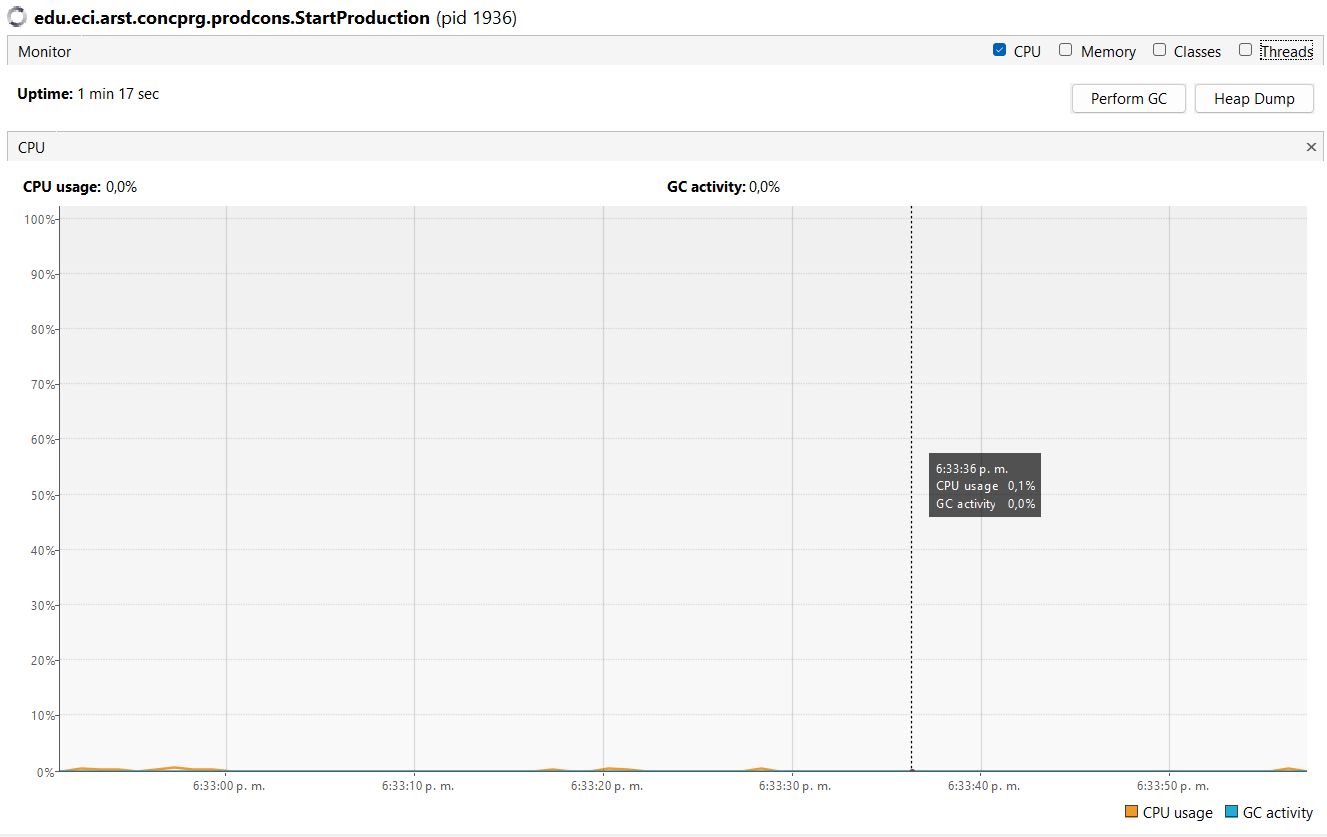 edu.eci.arst.concprg.prodcons.StartProduction (pid 1936)
Monitor CPU Memory Classes Threads
Uptime: 1 min 17 sec
Perform GC Heap Dump
CPU ×
CPU usage: 0,0% GC activity: 0,0%
100%
90%
80%
70%
60%
6:33:36 p. m.
CPU usage 0,1%
50%
GC activity 0,0%
40%
30%
20%
10%
0%
6:33:00 p. m. 6:33:10 p. m. 6:33:20 p. m. 6:33:30 p. m. 6:33:40 p. m. 6:33:50 p. m.
CPU usage GC activity